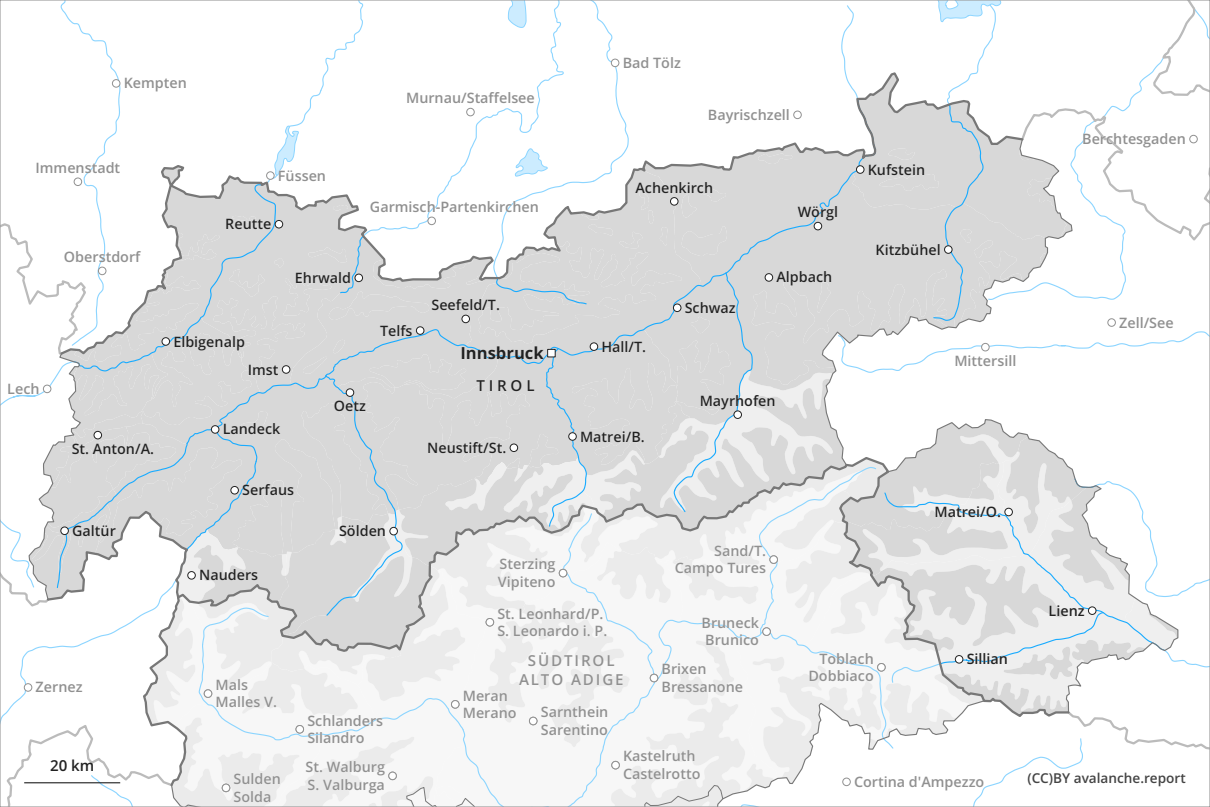 Kempten
Bad Tölz
Murnau/Staffelsee
Bayrischzell
Berchtesgaden
Immenstadt
Füssen
Kufstein
Achenkirch
Garmisch-Partenkirchen
Wörgl
Reutte
Kitzbühel
Oberstdorf
Ehrwald
Alpbach
Seefeld/T.
Schwaz
Zell/See
Telfs
Elbigenalp
Innsbruck
Hall/T.
Mittersill
Imst
TIROL
Lech
Oetz
Mayrhofen
Landeck
Matrei/B.
St. Anton/A.
Neustift/St.
Serfaus
Matrei/O.
Galtür
Sölden
Sand/T.
Campo Tures
Sterzing
Vipiteno
Nauders
Lienz
St. Leonhard/P.
S. Leonardo i. P.
Bruneck
Brunico
SÜDTIROL
ALTO ADIGE
Toblach
Dobbiaco
Sillian
Brixen
Bressanone
Zernez
Mals
Malles V.
Meran
Merano
Sarnthein
Sarentino
Schlanders
Silandro
Kastelruth
Castelrotto
St. Walburg
S. Valburga
20 km
Sulden
Solda
Cortina d'Ampezzo
(CC)BY avalanche.report